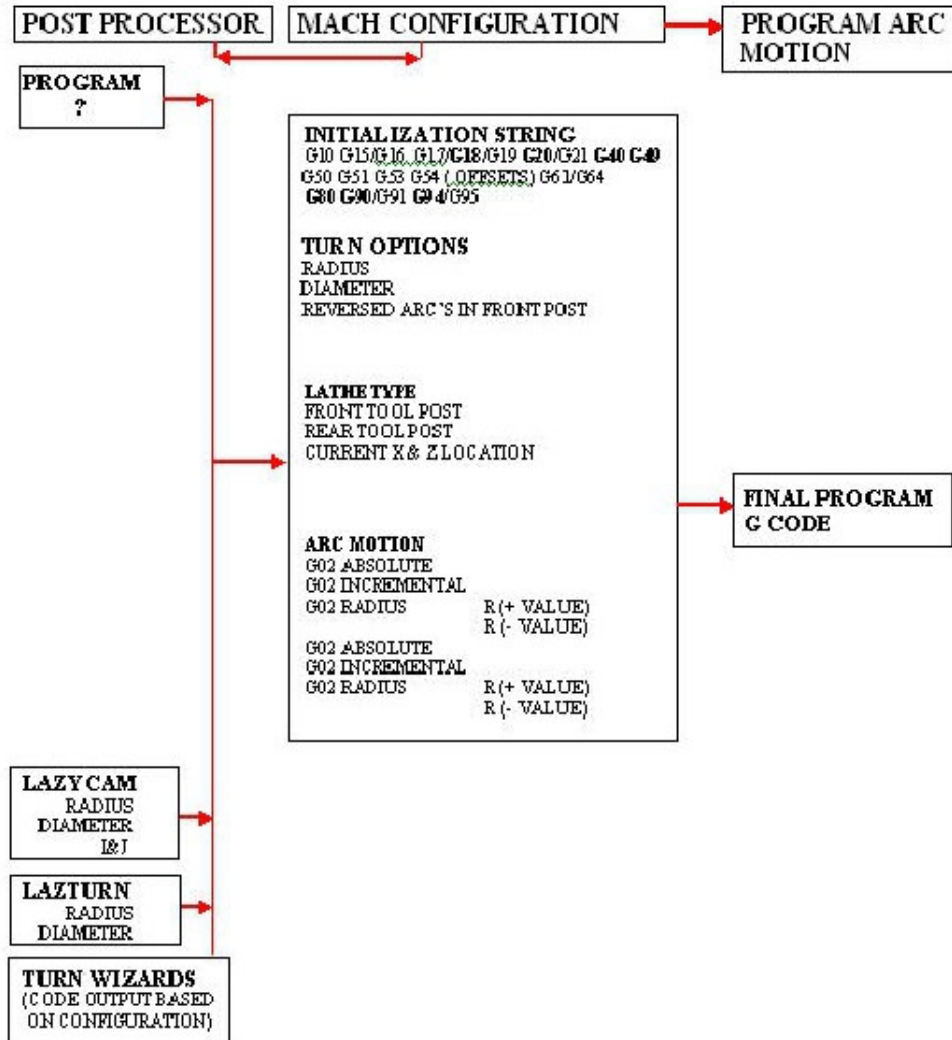 POST PROCESSOR
MACH CONFIGURATION
PROGRAM ARC
MOTION
PROGRAM
?
INITIALIZATION STRING
G10 G15/G16 G17/G18/G19 G20/G21 G40 G49
G50 G51 G53 G54 ( OFFSETS) G61/G64
G80 G90/G91 G94/G95
TURN OPTIONS
RADIUS
DIAMETER
REVERSED ARC'S IN FRONT POST
LATHE TYPE
FRONT TOOL POST
REAR TOOL POST
CURRENT X & Z LOCATION
ARC MOTION
G02 ABSOLUTE
G02 INCREMENTAL
G02 RADIUS R (+ VALUE)
R (- VALUE)
G02 ABSOLUTE
G02 INCREMENTAL
G02 RADIUS R (+ VALUE)
R (- VALUE)
FINAL PROGRAM
G CODE
LAZYCAM
RADIUS
DIAMETER
I&J
LAZTURN
RADIUS
DIAMETER
TURN WIZARDS
(CODE OUTPUT BASED
ON CONFIGURATION)